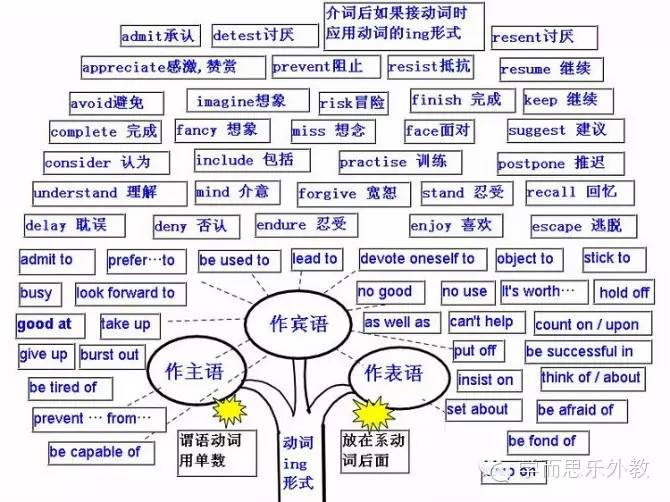 admit承认
detest讨厌
介词后如果接动词时
应用动词的ing形式
resent讨厌
appreciate感激,赞赏
prevent阻止
resist抵抗
resume 继续
avoid避免
imagine想象
risk冒险
finish 完成
keep 继续
complete 完成
fancy 想象
miss 想念
face面对
suggest 建议
consider 认为
include 包括
practise 训练
postpone 推迟
understand 理解
mind 介意
forgive 宽恕
stand 忍受
recall 回忆
delay 耽误
deny 否认
endure 忍受
enjoy 喜欢
escape 逃脱
admit to
prefer…to
be used to
lead to
devote oneself to
object to
stick to
busy
look forward to
no good
no use
It's worth…
hold off
good at
take up
作宾语
as well as
can't help
count on / upon
give up
burst out
作主语
作表语
put off
be successful in
be tired of
insist on
think of / about
prevent … from…
set about
be afraid of
be capable of
谓语动词
用单数
动词
ing
形式
放在系动
词后面
be fond of
on
学而思乐外教